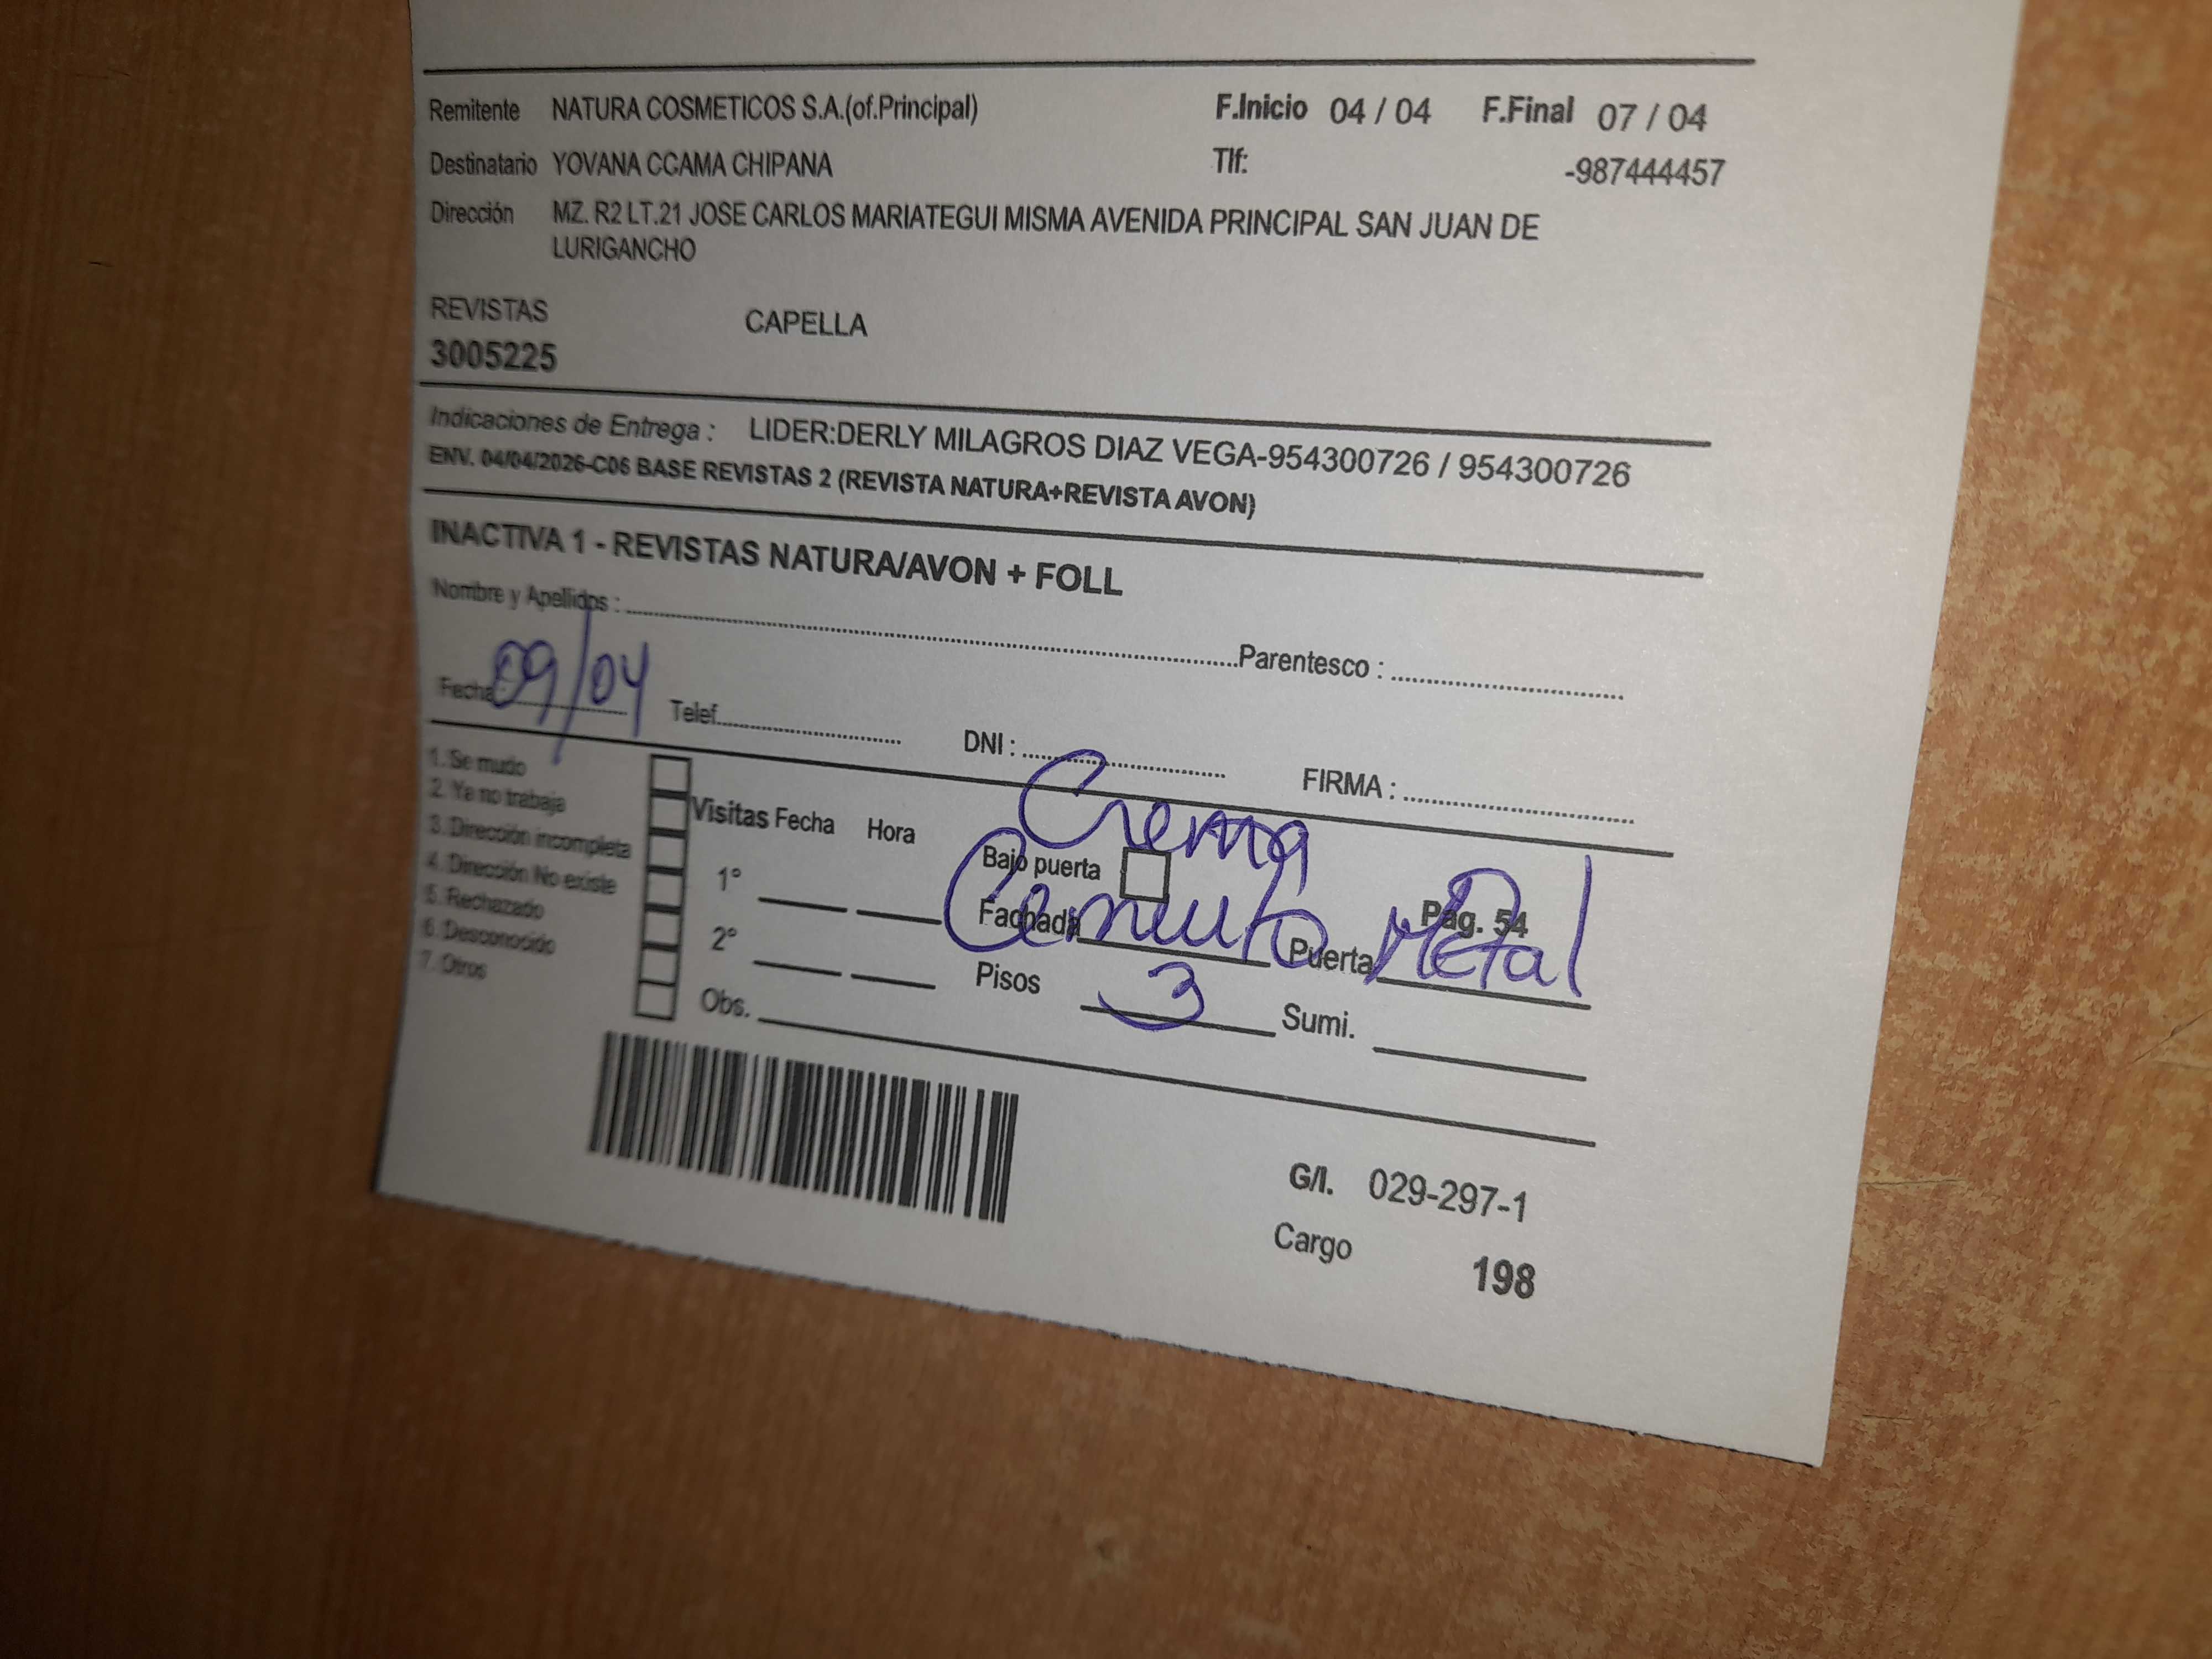 Remitente NATURA COSMETICOS S.A.(of.Principal) F.Inicio 04 / 04 F.Final 07 / 04
Destinatario YOVANA CCAMA CHIPANA Tlf: -987444457
Dirección MZ. R2 LT.21 JOSE CARLOS MARIATEGUI MISMA AVENIDA PRINCIPAL SAN JUAN DE
LURIGANCHO
REVISTAS CAPELLA
3005225
Indicaciones de Entrega : LIDER:DERLY MILAGROS DIAZ VEGA-954300726 / 954300726
ENV. 04/04/2026-C06 BASE REVISTAS 2 (REVISTA NATURA+REVISTA AVON)
INACTIVA 1 - REVISTAS NATURA/AVON + FOLL
Nombre y Apellidos : Parentesco :
Fecha: 09/04 Telef. DNI : FIRMA :
1. Se mudo
2. Ya no trabaja
3. Dirección incompleta
4. Dirección No existe
5. Rechazado
6. Desconocido
7. Otros
Visitas Fecha Hora
1°
2°
Obs.
Crema
Bajo puerta Pag. 54
Fachada Cemento Puerta Metal
Pisos 3 Sumi.
G/I. 029-297-1
Cargo 198